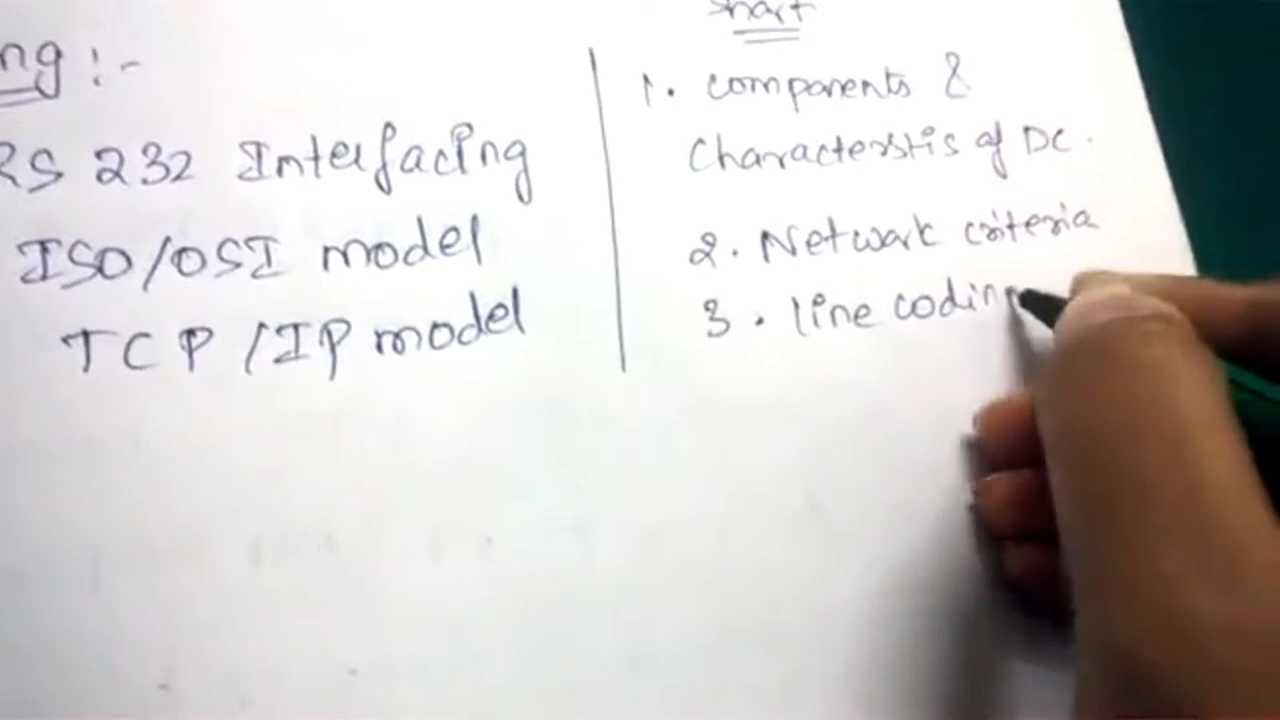 ng :-
RS 232 Interfacing
ISO/OSI model
TCP/IP model
short
1. components &
characterstis of DC.
2. Network criteria
3. line coding